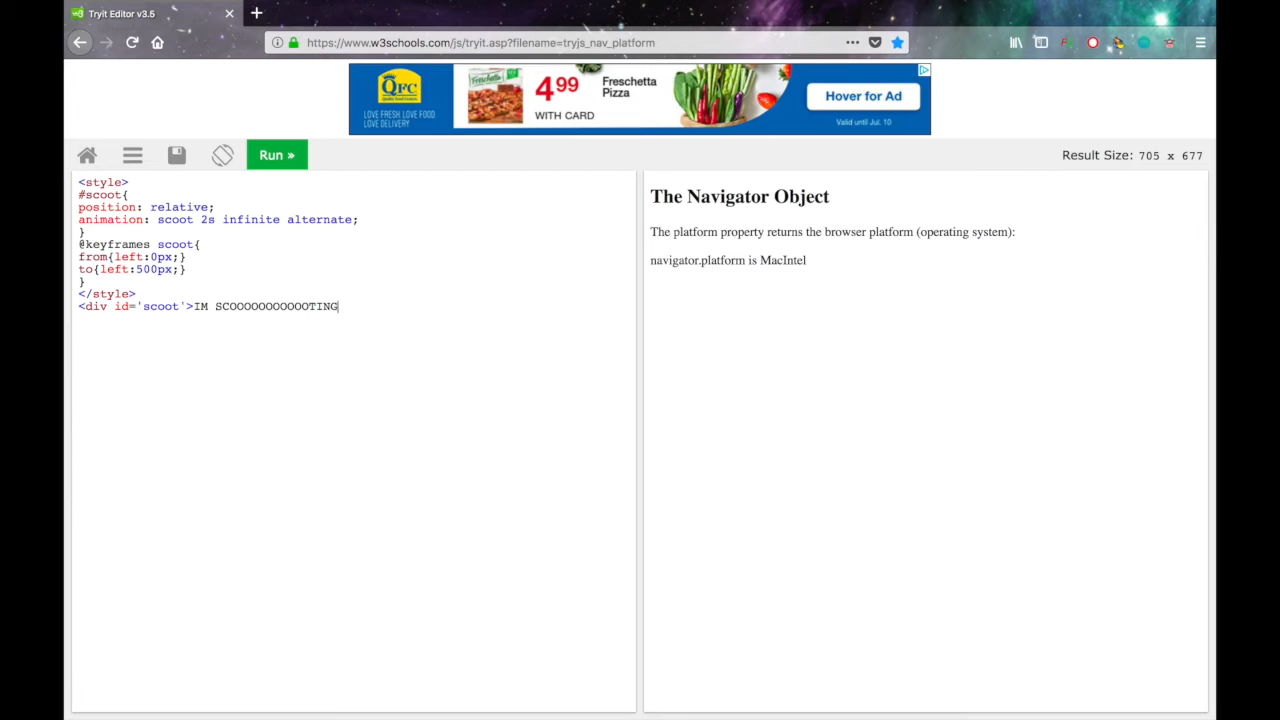 Tryit Editor v3.5
https://www.w3schools.com/js/tryit.asp?filename=tryjs_nav_platform
QFC
Quality Food Centers
LOVE FRESH LOVE FOOD
LOVE DELIVERY
Freschetta
4.99
WITH CARD
Freschetta
Pizza
Hover for Ad
Valid until Jul. 10
Run »
Result Size: 705 x 677
<style>
#scoot{
position: relative;
animation: scoot 2s infinite alternate;
}
@keyframes scoot{
from{left:0px;}
to{left:500px;}
}
</style>
<div id='scoot'>IM SCOOOOOOOOOOOTING
The Navigator Object
The platform property returns the browser platform (operating system):
navigator.platform is MacIntel